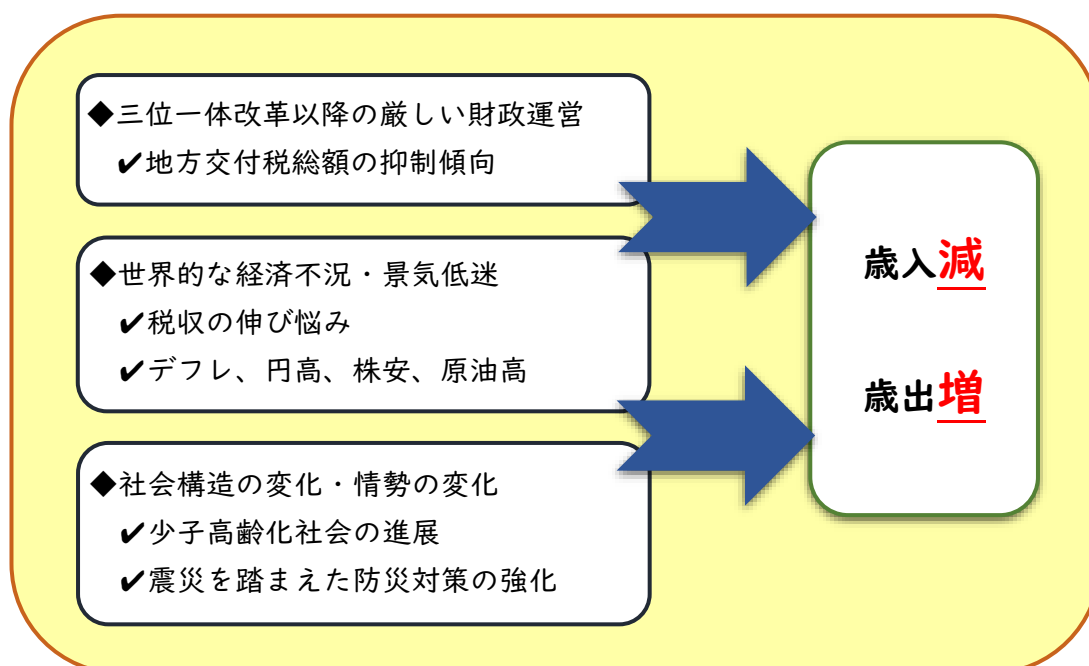 ◆三位一体改革以降の厳しい財政運営
✔地方交付税総額の抑制傾向
◆世界的な経済不況・景気低迷
✔税収の伸び悩み
✔デフレ、円高、株安、原油高
◆社会構造の変化・情勢の変化
✔少子高齢化社会の進展
✔震災を踏まえた防災対策の強化
歳入減
歳出増